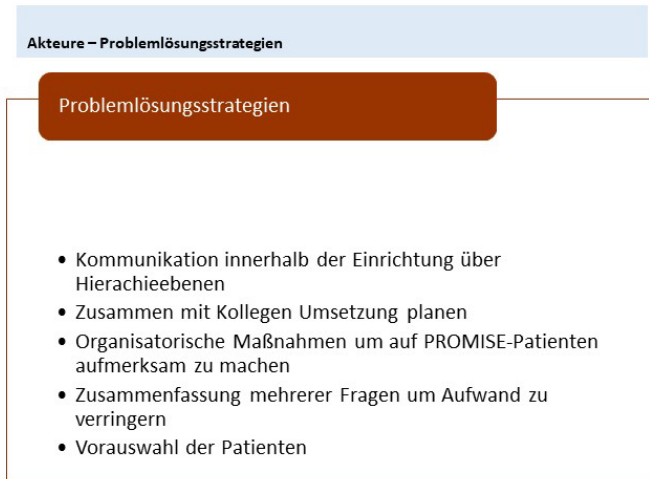 Akteure – Problemlösungsstrategien
Problemlösungsstrategien
• Kommunikation innerhalb der Einrichtung über
Hierachieebenen
• Zusammen mit Kollegen Umsetzung planen
• Organisatorische Maßnahmen um auf PROMISE-Patienten
aufmerksam zu machen
• Zusammenfassung mehrerer Fragen um Aufwand zu
verringern
• Vorauswahl der Patienten